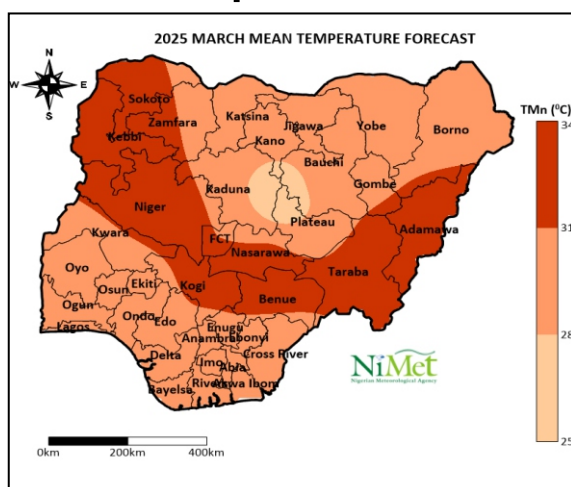 2025 MARCH MEAN TEMPERATURE FORECAST
N
W E
S
TMn (⁰C)
34
31
28
25
Sokoto
Zamfara
Kebbi
Katsina
Kano
Jigawa
Yobe
Borno
Bauchi
Gombe
Kaduna
Niger
Plateau
Adamawa
FCT
Nasarawa
Kwara
Taraba
Oyo
Kogi
Benue
Ekiti
Osun
Ogun
Ondo
Edo
Lagos
Enugu
Anambra
Ebonyi
Cross River
Delta
Imo
Abia
Bayelsa
Rivers
Akwa Ibom
NiMet
Nigerian Meteorological Agency
0km 200km 400km